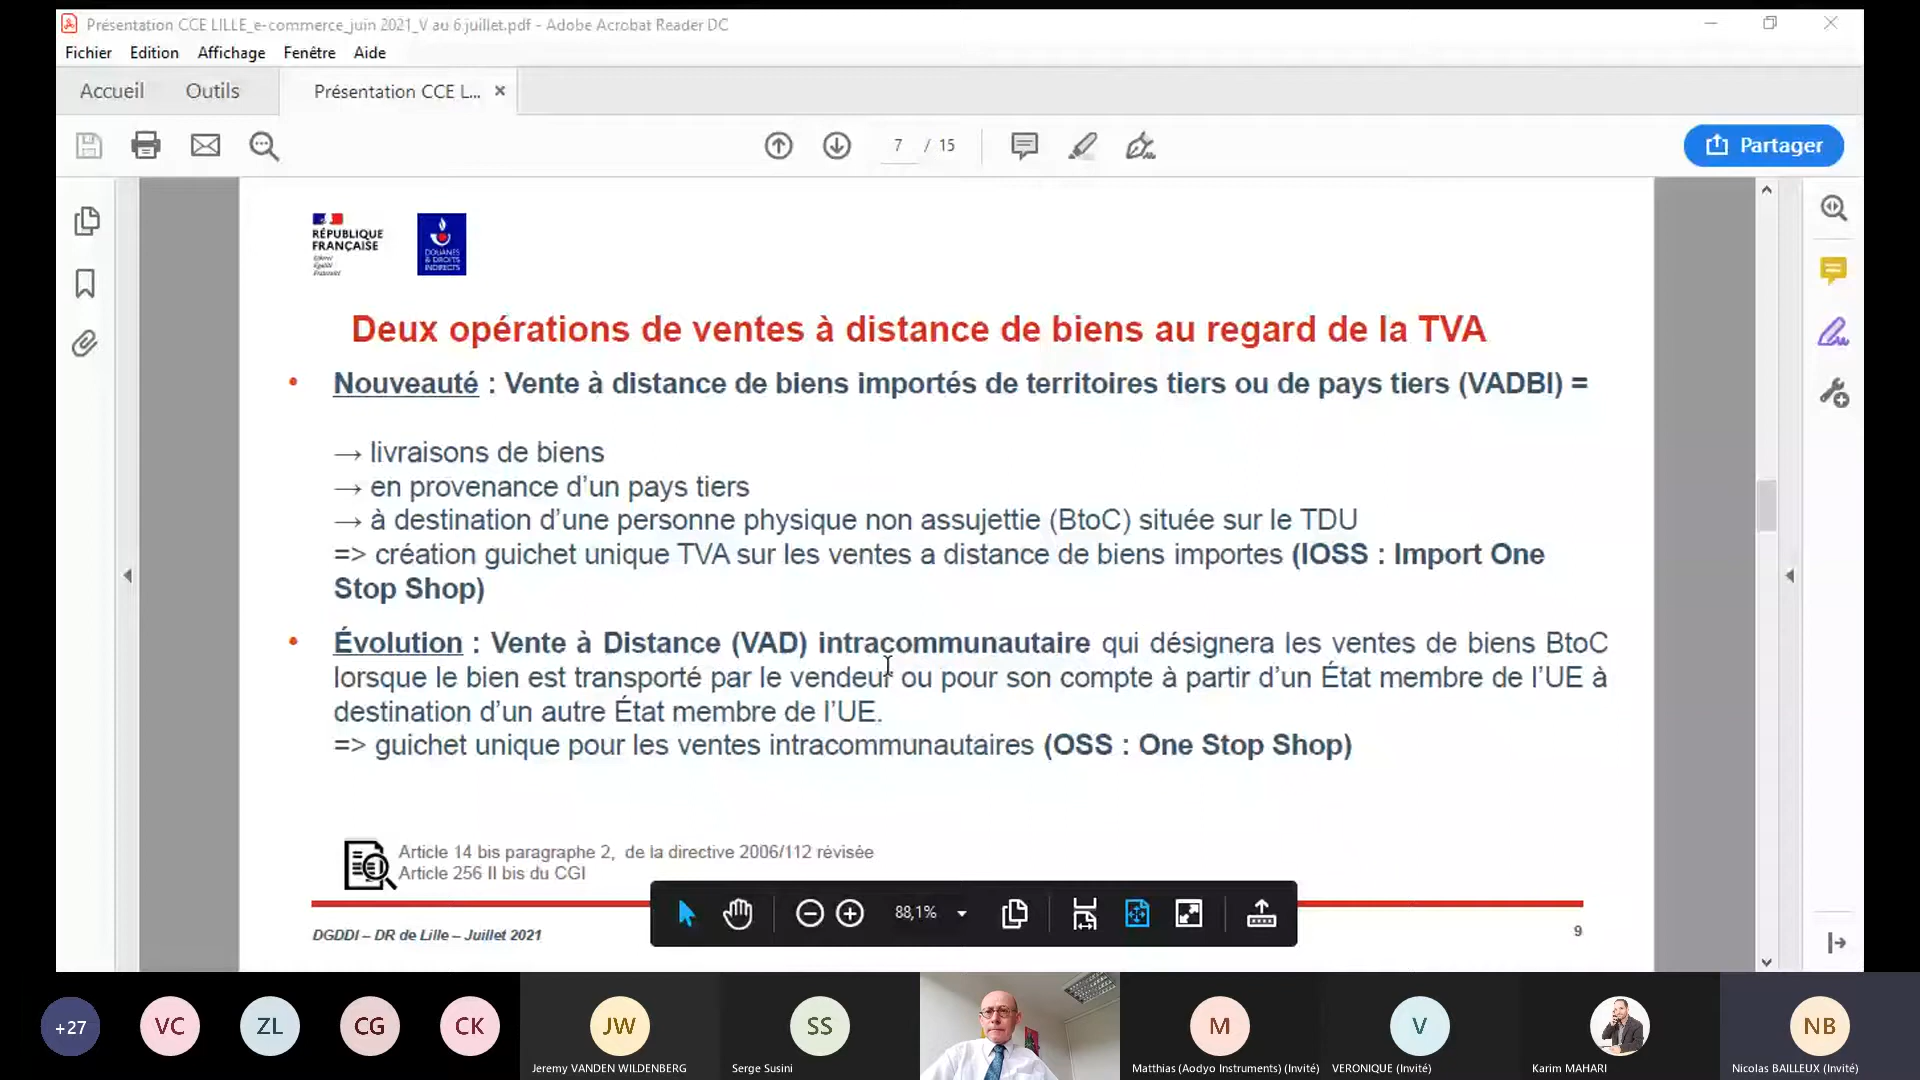 Présentation CCE LILLE_e-commerce_juin 2021_V au 6 juillet.pdf - Adobe Acrobat Reader DC
Fichier Edition Affichage Fenêtre Aide
Accueil Outils Présentation CCE L... ×
7 / 15
Partager
RÉPUBLIQUE
FRANÇAISE
Liberté
Égalité
Fraternité
DOUANES
& DROITS
INDIRECTS
Deux opérations de ventes à distance de biens au regard de la TVA
• Nouveauté : Vente à distance de biens importés de territoires tiers ou de pays tiers (VADBI) =
→ livraisons de biens
→ en provenance d’un pays tiers
→ à destination d’une personne physique non assujettie (BtoC) située sur le TDU
=> création guichet unique TVA sur les ventes a distance de biens importes (IOSS : Import One
Stop Shop)
• Évolution : Vente à Distance (VAD) intracommunautaire qui désignera les ventes de biens BtoC
lorsque le bien est transporté par le vendeur ou pour son compte à partir d’un État membre de l’UE à
destination d’un autre État membre de l’UE.
=> guichet unique pour les ventes intracommunautaires (OSS : One Stop Shop)
Article 14 bis paragraphe 2, de la directive 2006/112 révisée
Article 256 II bis du CGI
88,1%
DGDDI – DR de Lille – Juillet 2021
9
+27 VC ZL CG CK JW SS M V NB
Jeremy VANDEN WILDENBERG Serge Susini Matthias (Aodyo Instruments) (Invité) VERONIQUE (Invité) Karim MAHARI Nicolas BAILLEUX (Invité)